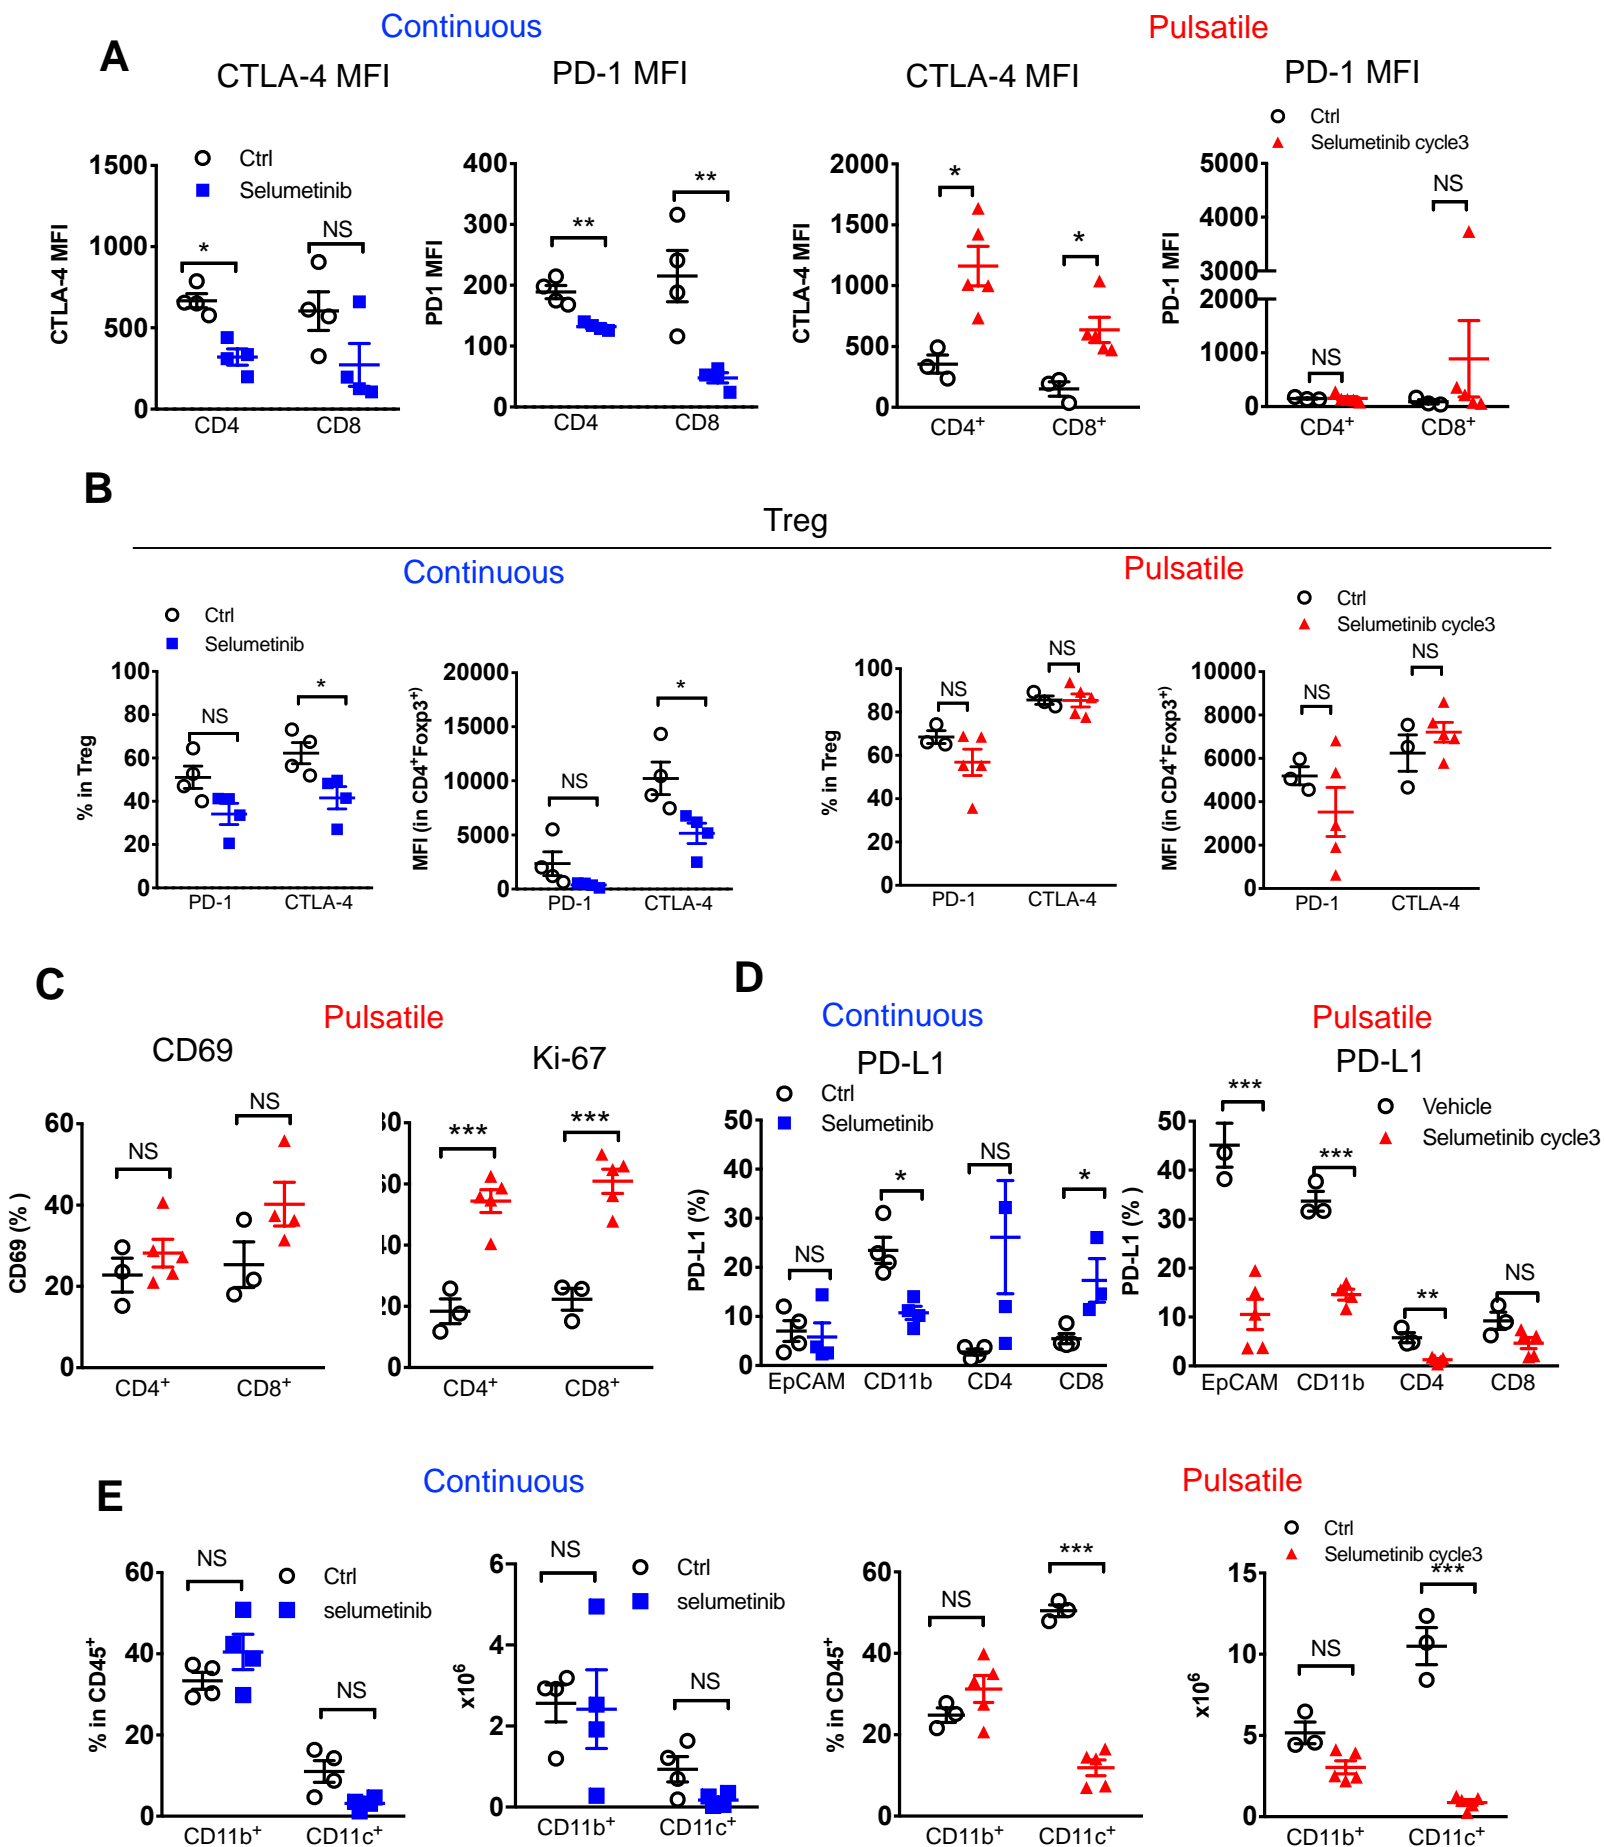 Continuous
Pulsatile
A
CTLA-4 MFI
PD-1 MFI
CTLA-4 MFI
PD-1 MFI
Ctrl
Selumetinib
Ctrl
Selumetinib cycle3
CTLA-4 MFI
1500
1000
500
0
*
NS
CD4
CD8
PD1 MFI
400
300
200
100
0
**
**
CD4
CD8
CTLA-4 MFI
2000
1500
1000
500
0
*
*
CD4+
CD8+
PD-1 MFI
5000
4000
3000
2000
1000
0
NS
NS
CD4+
CD8+
B
Treg
Continuous
Pulsatile
Ctrl
Selumetinib
Ctrl
Selumetinib cycle3
% in Treg
100
80
60
40
20
0
NS
*
PD-1
CTLA-4
MFI (in CD4+Foxp3+)
20000
15000
10000
5000
0
NS
*
PD-1
CTLA-4
% in Treg
100
80
60
40
20
0
NS
NS
PD-1
CTLA-4
MFI (in CD4+Foxp3+)
10000
8000
6000
4000
2000
0
NS
NS
PD-1
CTLA-4
C
Pulsatile
CD69
Ki-67
CD69 (% )
60
40
20
0
NS
NS
CD4+
CD8+
80
60
40
20
0
***
***
CD4+
CD8+
D
Continuous
Pulsatile
PD-L1
PD-L1
Ctrl
Selumetinib
Vehicle
Selumetinib cycle3
PD-L1 (%)
50
40
30
20
10
0
NS
*
NS
*
EpCAM
CD11b
CD4
CD8
PD-L1 (% )
50
40
30
20
10
0
***
***
**
NS
EpCAM
CD11b
CD4
CD8
E
Continuous
Pulsatile
Ctrl
selumetinib
Ctrl
selumetinib
Ctrl
Selumetinib cycle3
% in CD45+
60
40
20
0
NS
NS
CD11b+
CD11c+
x10⁶
6
4
2
0
NS
NS
CD11b+
CD11c+
% in CD45+
60
40
20
0
NS
***
CD11b+
CD11c+
x10⁶
15
10
5
0
NS
***
CD11b+
CD11c+